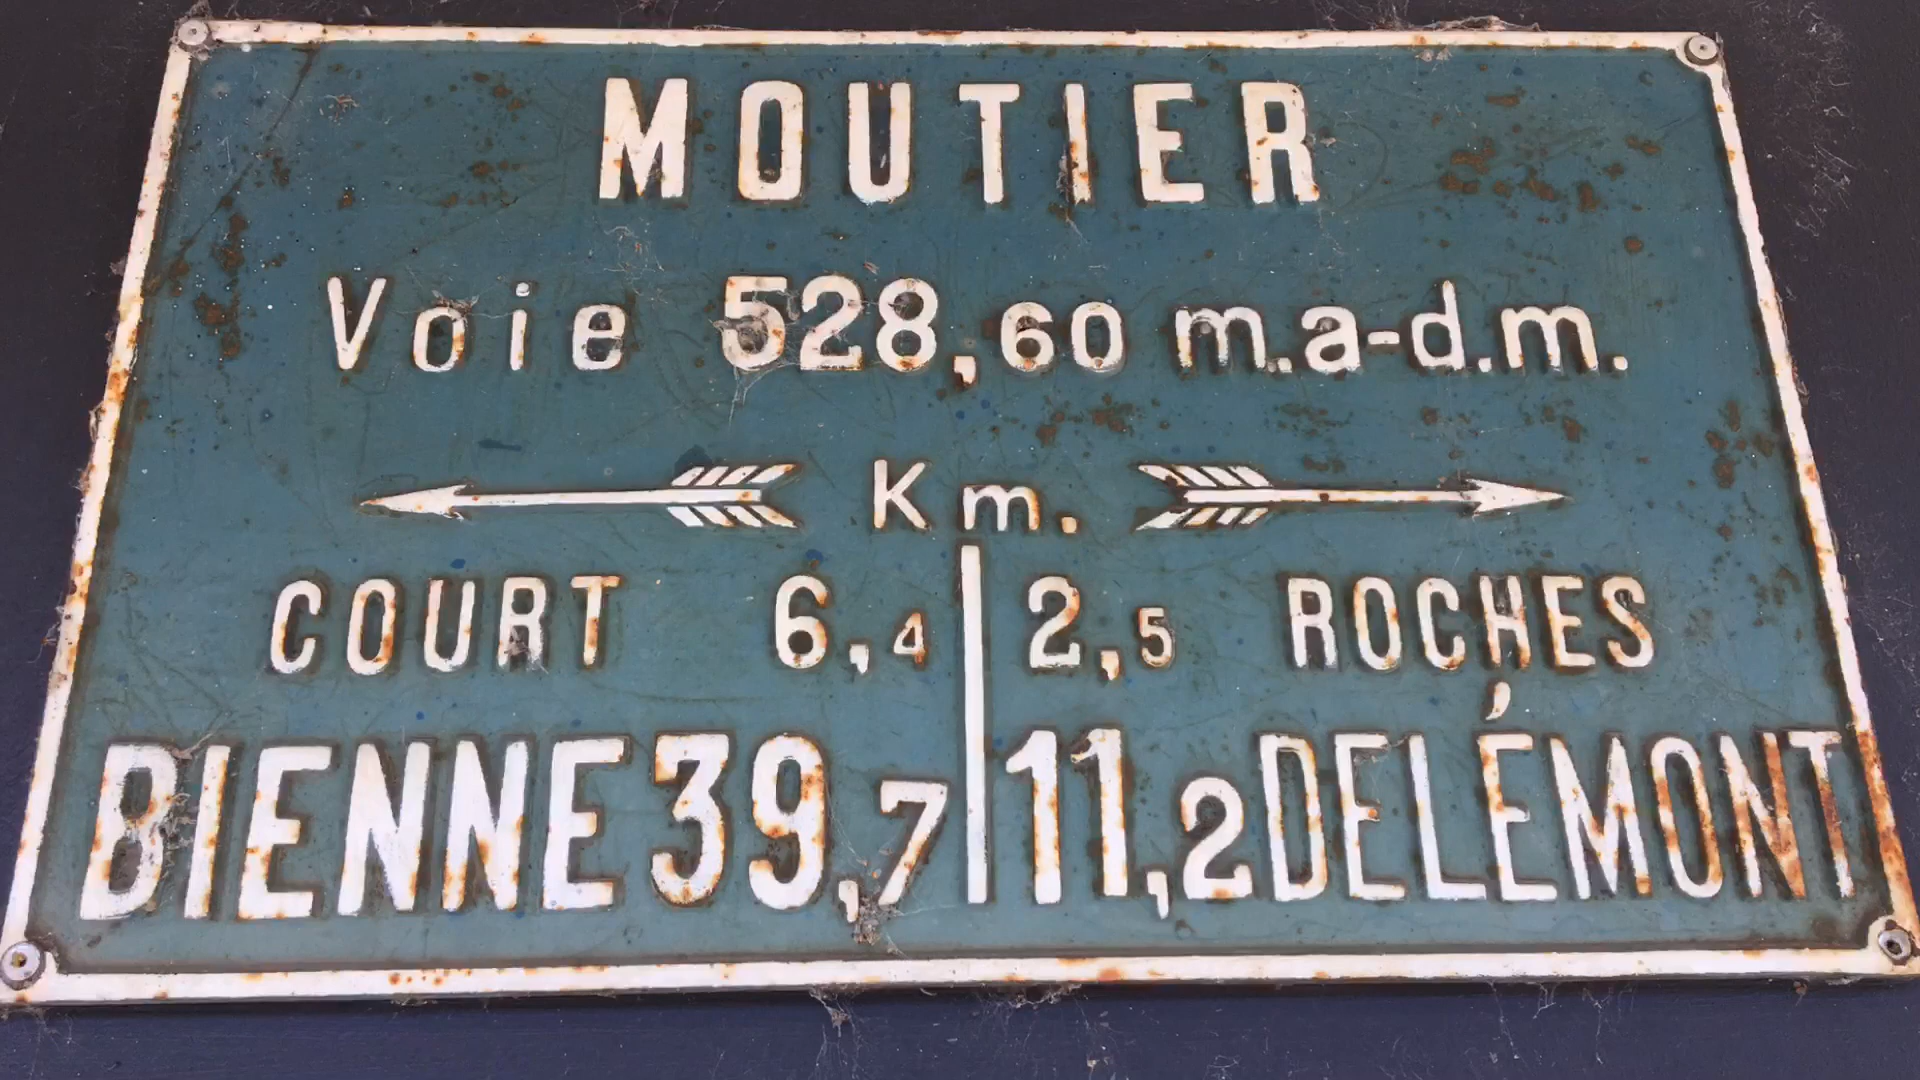 MOUTIER
Voie 528,60 m.a-d.m.
Km.
COURT 6,4 2,5 ROCHES
BIENNE 39,7 11,2 DELÉMONT